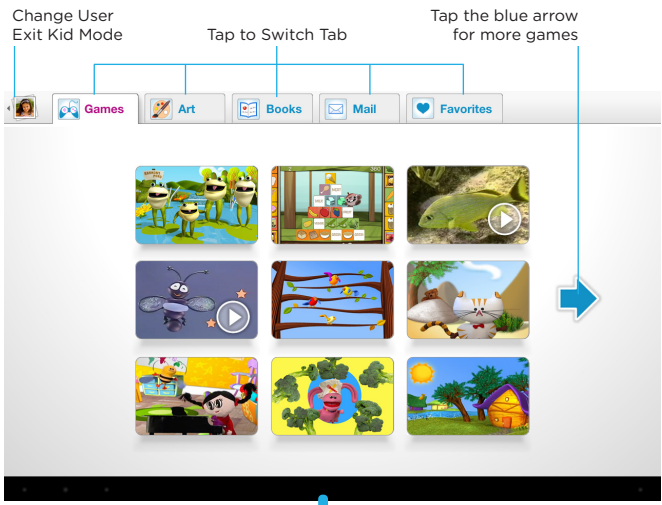 Change User
Exit Kid Mode
Tap to Switch Tab
Tap the blue arrow
for more games
Games
Art
Books
Mail
Favorites